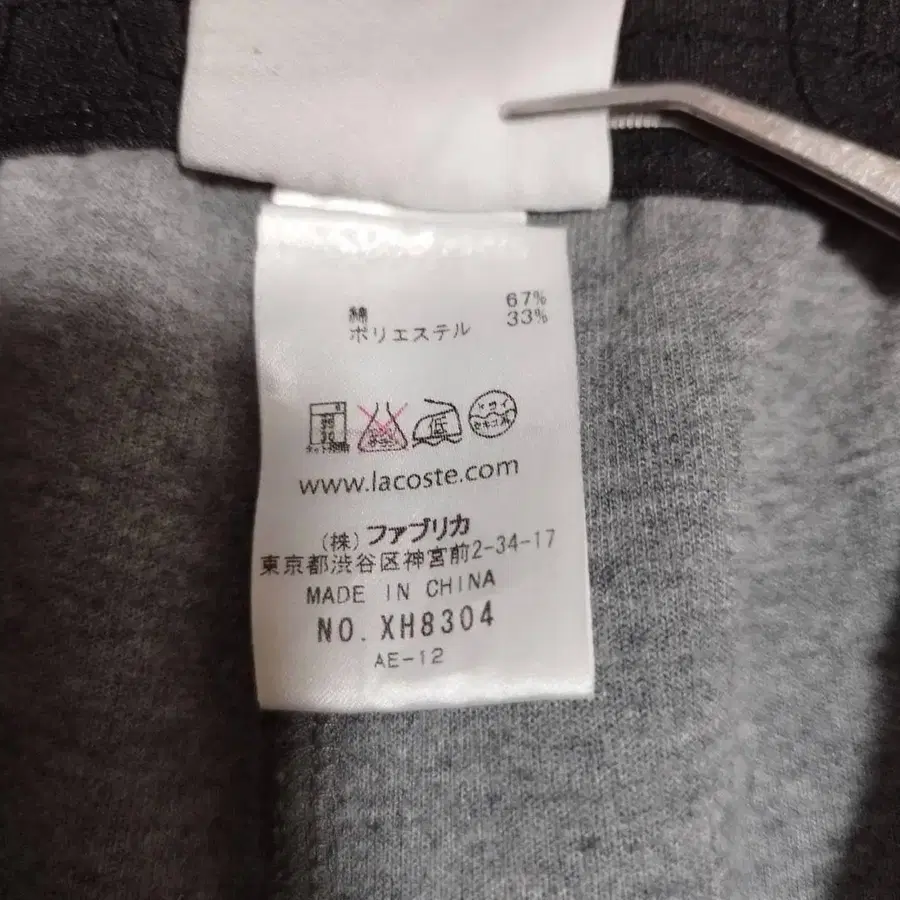 綿 67%
ポリエステル 33%
低
www.lacoste.com
(株) ファブリカ
東京都渋谷区神宮前2-34-17
MADE IN CHINA
NO. XH8304
AE-12